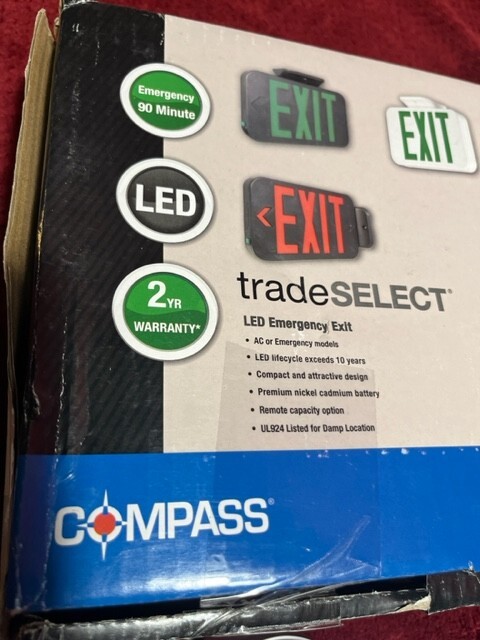 Emergency
90 Minute
EXIT
EXIT
LED
< EXIT
2 YR
WARRANTY*
tradeSELECT®
LED Emergency/Exit
• AC or Emergency models
• LED lifecycle exceeds 10 years
• Compact and attractive design
• Premium nickel cadmium battery
• Remote capacity option
• UL924 Listed for Damp Location
COMPASS®